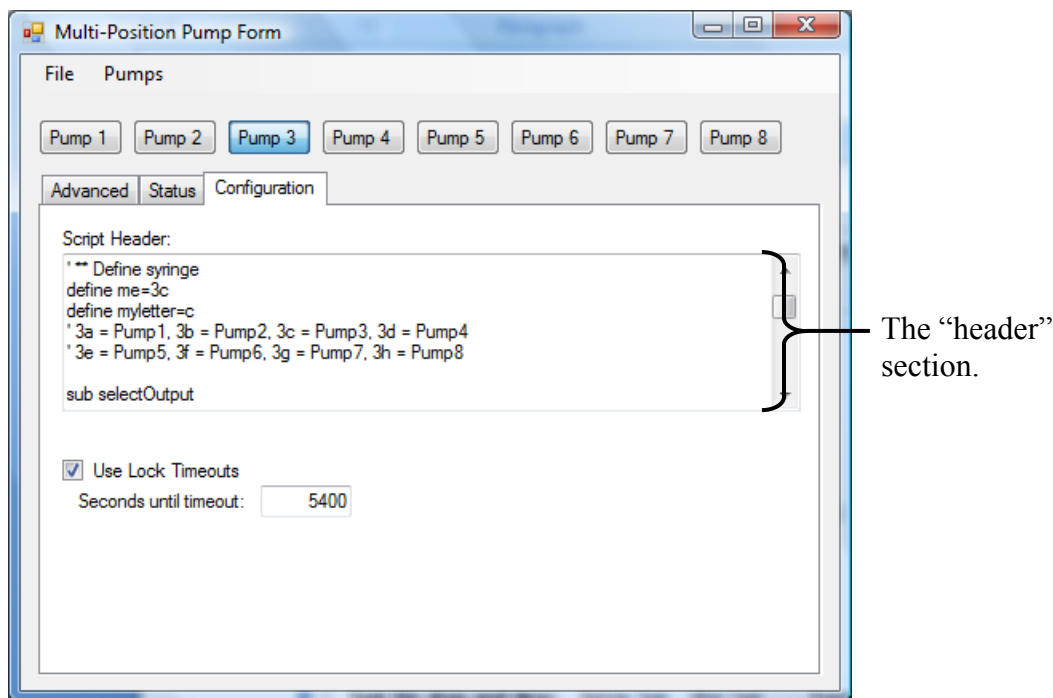 Multi-Position Pump Form
File Pumps
Pump 1 Pump 2 Pump 3 Pump 4 Pump 5 Pump 6 Pump 7 Pump 8
Advanced Status Configuration
Script Header:
' ** Define syringe
define me=3c
define myletter=c
' 3a = Pump1, 3b = Pump2, 3c = Pump3, 3d = Pump4
' 3e = Pump5, 3f = Pump6, 3g = Pump7, 3h = Pump8
sub selectOutput
The “header”
section.
Use Lock Timeouts
Seconds until timeout: 5400